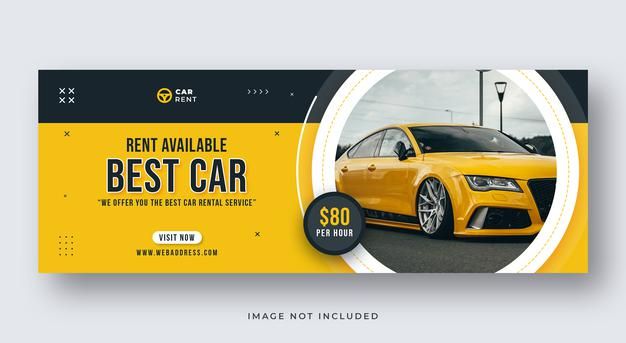 CAR
RENT
RENT AVAILABLE
BEST CAR
"WE OFFER YOU THE BEST CAR RENTAL SERVICE"
$80
PER HOUR
VISIT NOW
WWW.WEBADDRESS.COM
IMAGE NOT INCLUDED